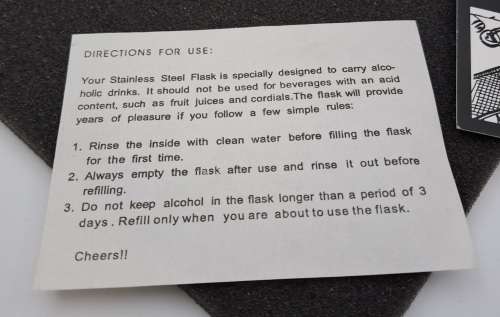 DIRECTIONS FOR USE:
Your Stainless Steel Flask is specially designed to carry alco-
holic drinks. It should not be used for beverages with an acid
content, such as fruit juices and cordials.The flask will provide
years of pleasure if you follow a few simple rules:
1. Rinse the inside with clean water before filling the flask
for the first time.
2. Always empty the flask after use and rinse it out before
refilling.
3. Do not keep alcohol in the flask longer than a period of 3
days . Refill only when you are about to use the flask.
Cheers!!